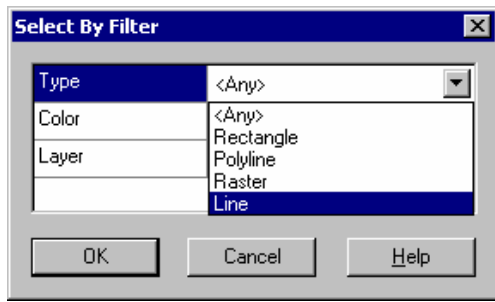 Select By Filter
Type <Any>
Color <Any>
Rectangle
Layer Polyline
Raster
Line
OK Cancel Help